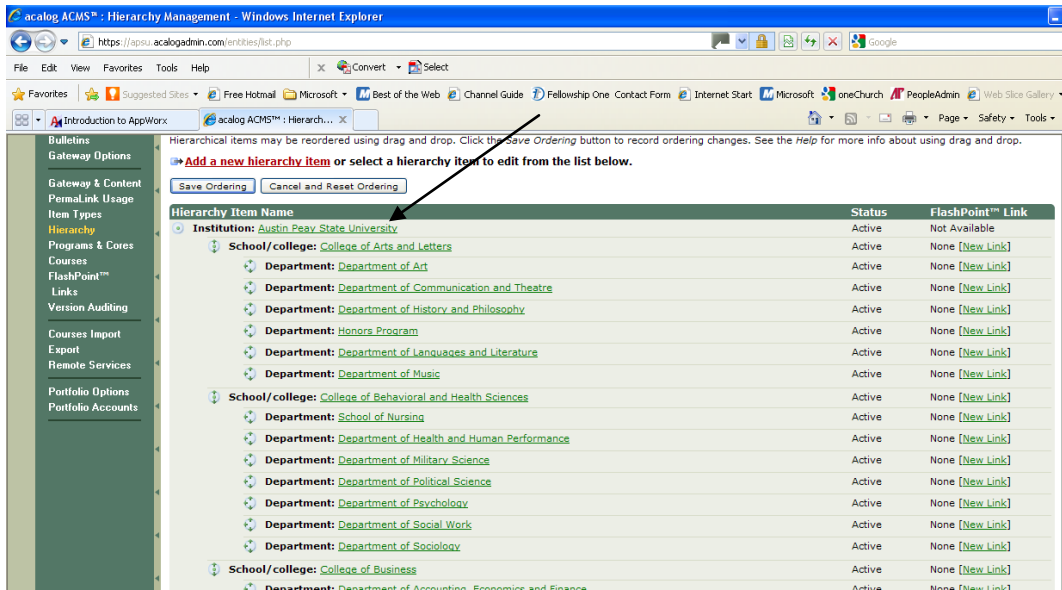 acalog ACMS™ : Hierarchy Management - Windows Internet Explorer
https://apsu.acalogadmin.com/entities/list.php
Google
File Edit View Favorites Tools Help x Convert Select
Favorites Suggested Sites Free Hotmail Microsoft Best of the Web Channel Guide Fellowship One Contact Form Internet Start Microsoft oneChurch PeopleAdmin Web Slice Gallery
Introduction to AppWorx acalog ACMS™ : Hierarch... X Page Safety Tools
Bulletins
Gateway Options
Gateway & Content
PermaLink Usage
Item Types
Hierarchy
Programs & Cores
Courses
FlashPoint™
Links
Version Auditing
Courses Import
Export
Remote Services
Portfolio Options
Portfolio Accounts
Hierarchical items may be reordered using drag and drop. Click the Save Ordering button to record ordering changes. See the Help for more info about using drag and drop.
Add a new hierarchy item or select a hierarchy item to edit from the list below.
Save Ordering Cancel and Reset Ordering
Hierarchy Item Name Status FlashPoint™ Link
Institution: Austin Peay State University Active Not Available
School/college: College of Arts and Letters Active None [New Link]
Department: Department of Art Active None [New Link]
Department: Department of Communication and Theatre Active None [New Link]
Department: Department of History and Philosophy Active None [New Link]
Department: Honors Program Active None [New Link]
Department: Department of Languages and Literature Active None [New Link]
Department: Department of Music Active None [New Link]
School/college: College of Behavioral and Health Sciences Active None [New Link]
Department: School of Nursing Active None [New Link]
Department: Department of Health and Human Performance Active None [New Link]
Department: Department of Military Science Active None [New Link]
Department: Department of Political Science Active None [New Link]
Department: Department of Psychology Active None [New Link]
Department: Department of Social Work Active None [New Link]
Department: Department of Sociology Active None [New Link]
School/college: College of Business Active None [New Link]
Department: Department of Accounting, Economics and Finance Active None [New Link]